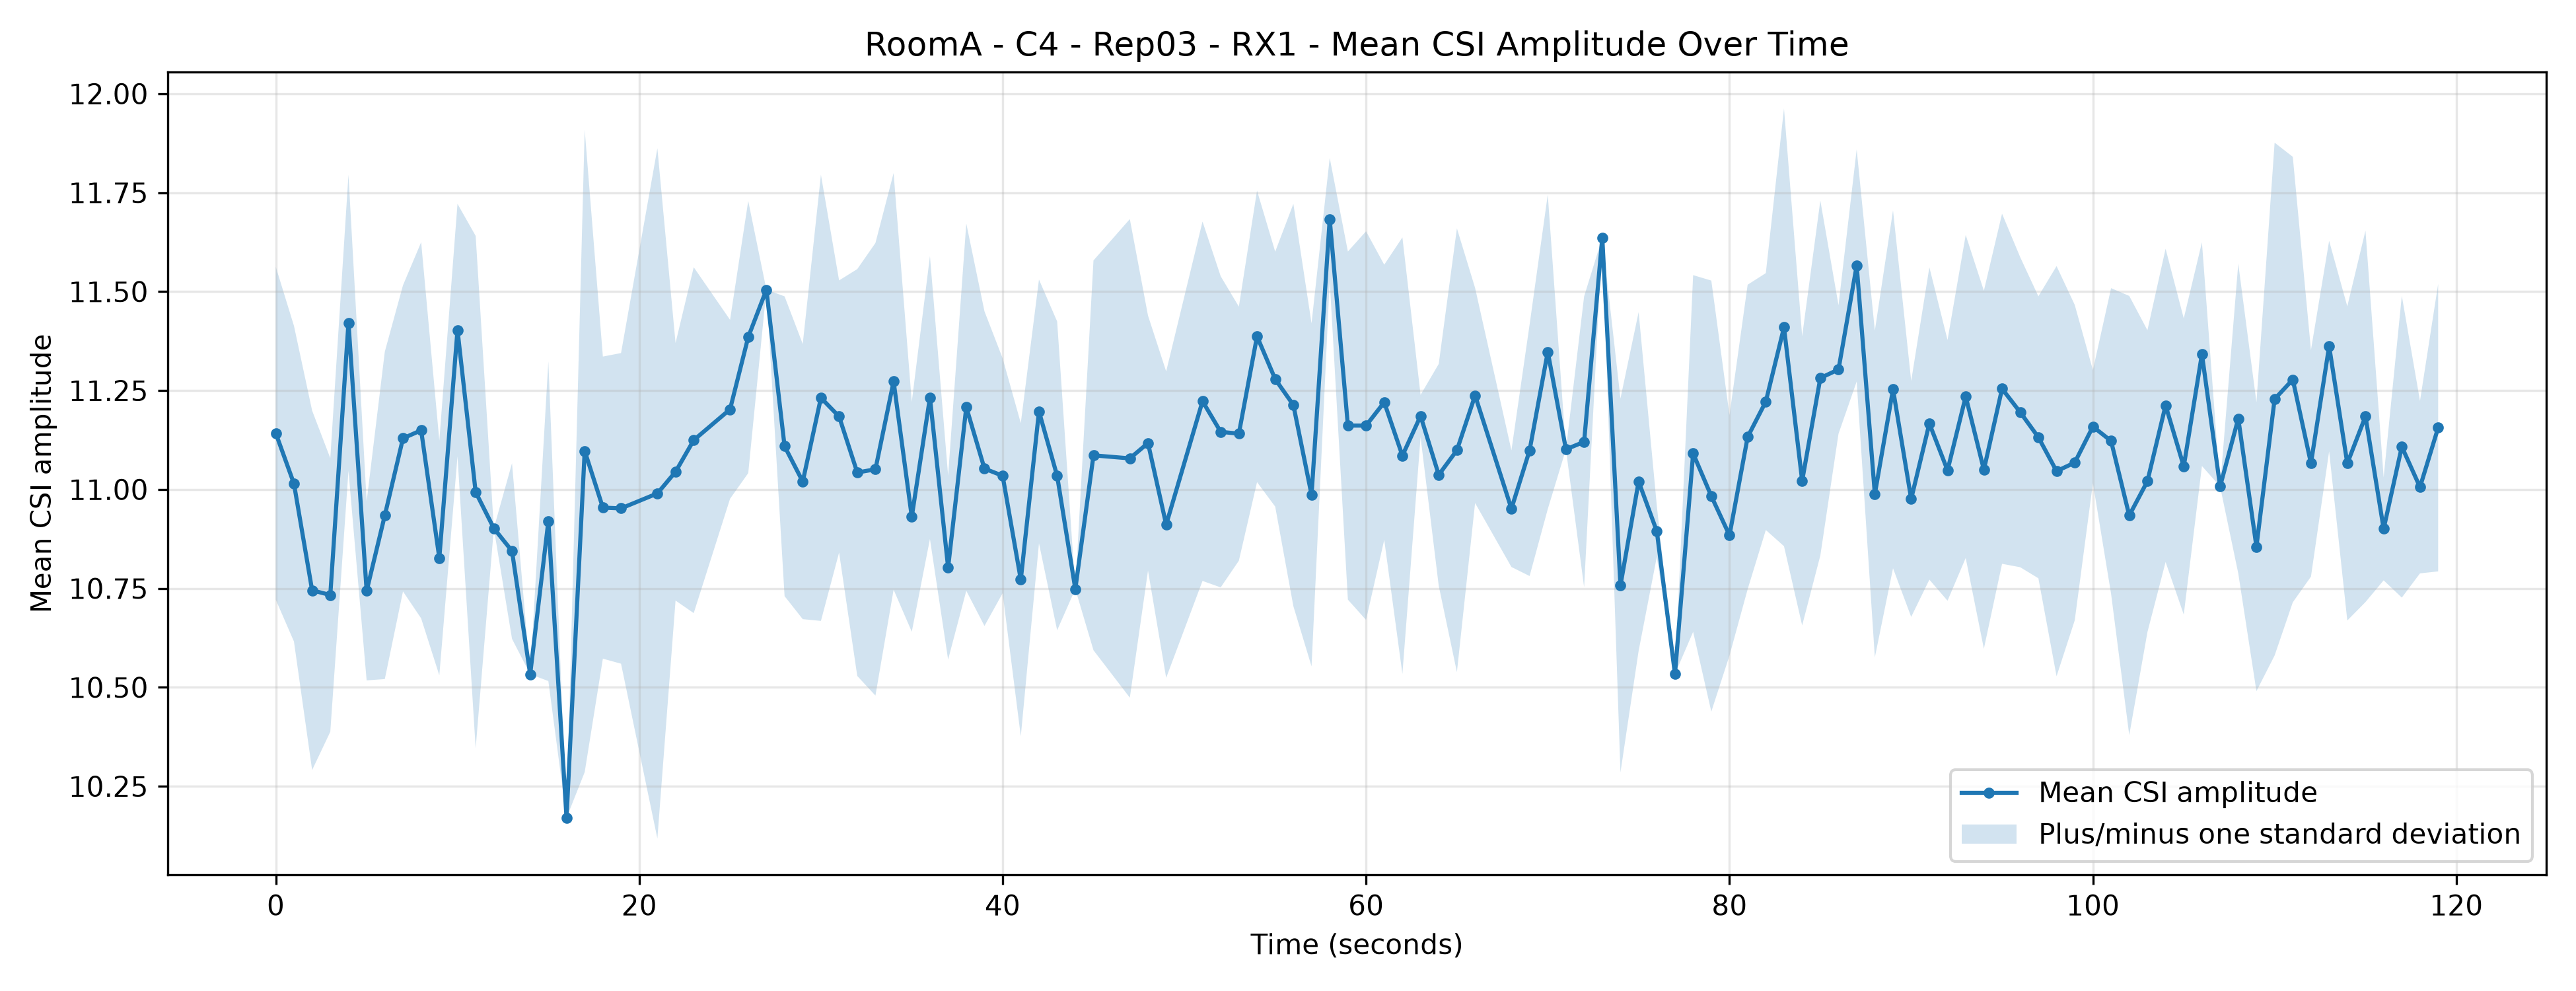 RoomA - C4 - Rep03 - RX1 - Mean CSI Amplitude Over Time
12.00
11.75
11.50
11.25
11.00
10.75
10.50
10.25
Mean CSI amplitude
0 20 40 60 80 100 120
Time (seconds)
Mean CSI amplitude
Plus/minus one standard deviation